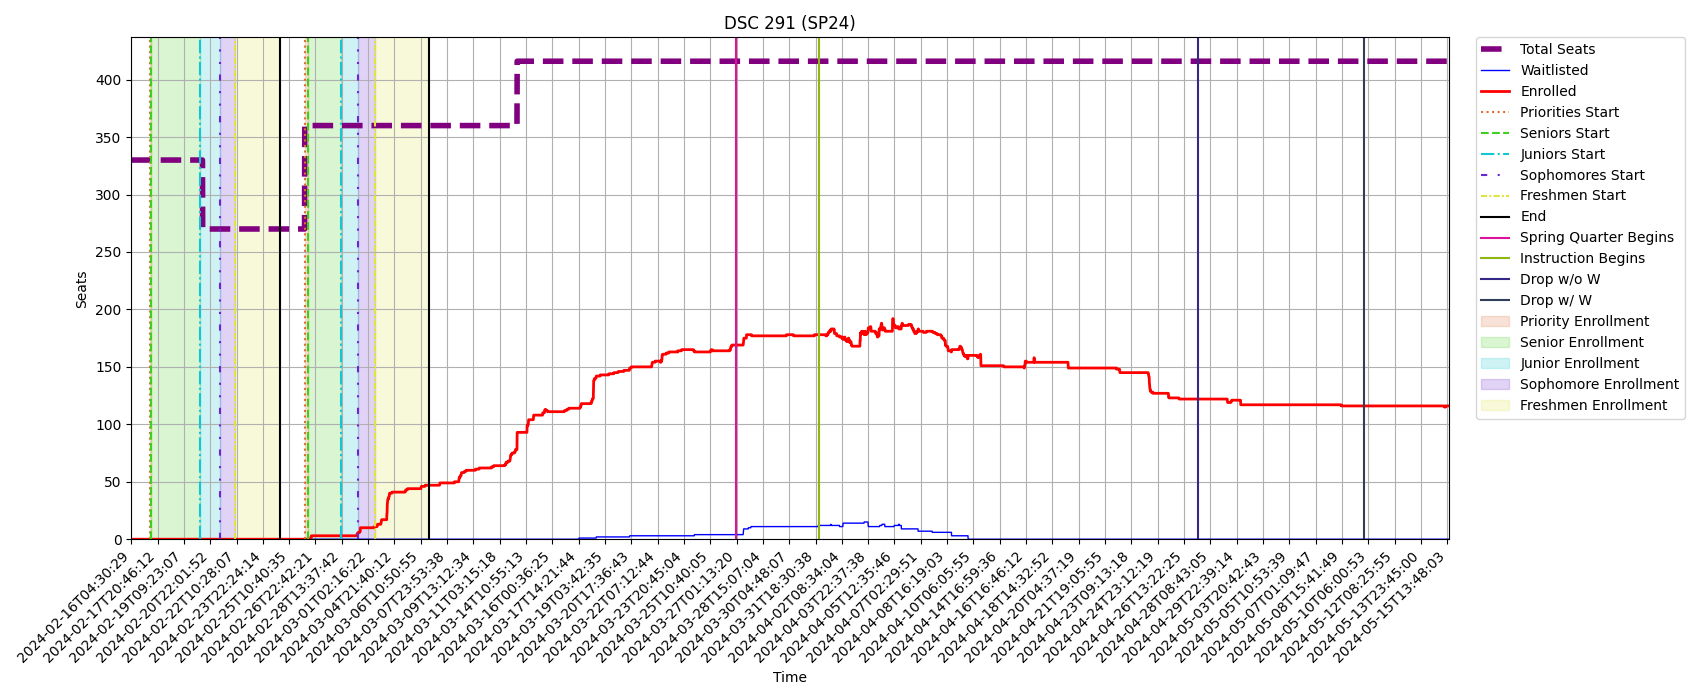 DSC 291 (SP24)
Seats
400
350
300
250
200
150
100
50
0
2024-02-16T04:30:29
2024-02-17T20:46:12
2024-02-19T09:23:07
2024-02-20T22:01:52
2024-02-22T10:28:07
2024-02-23T22:24:14
2024-02-25T10:40:35
2024-02-26T22:42:21
2024-02-28T13:37:42
2024-03-01T02:16:22
2024-03-04T21:40:12
2024-03-06T10:50:55
2024-03-07T23:53:38
2024-03-09T13:12:34
2024-03-11T03:15:18
2024-03-14T10:55:13
2024-03-16T00:36:25
2024-03-17T14:21:44
2024-03-19T03:42:35
2024-03-20T17:36:43
2024-03-22T07:12:44
2024-03-23T20:45:04
2024-03-25T10:40:05
2024-03-27T01:13:20
2024-03-28T15:07:04
2024-03-30T04:48:07
2024-03-31T18:30:38
2024-04-02T08:34:04
2024-04-03T22:37:38
2024-04-05T12:35:46
2024-04-07T02:29:51
2024-04-08T16:19:03
2024-04-10T06:05:55
2024-04-14T14:59:36
2024-04-16T16:46:12
2024-04-18T14:32:52
2024-04-20T04:37:19
2024-04-21T19:05:55
2024-04-23T09:13:18
2024-04-24T23:12:19
2024-04-26T13:22:25
2024-04-28T08:43:05
2024-04-29T22:39:14
2024-05-03T20:42:43
2024-05-05T10:53:39
2024-05-07T01:09:47
2024-05-08T15:41:49
2024-05-10T06:00:53
2024-05-12T08:25:55
2024-05-13T23:45:00
2024-05-15T13:48:03
Time
Total Seats
Waitlisted
Enrolled
Priorities Start
Seniors Start
Juniors Start
Sophomores Start
Freshmen Start
End
Spring Quarter Begins
Instruction Begins
Drop w/o W
Drop w/ W
Priority Enrollment
Senior Enrollment
Junior Enrollment
Sophomore Enrollment
Freshmen Enrollment